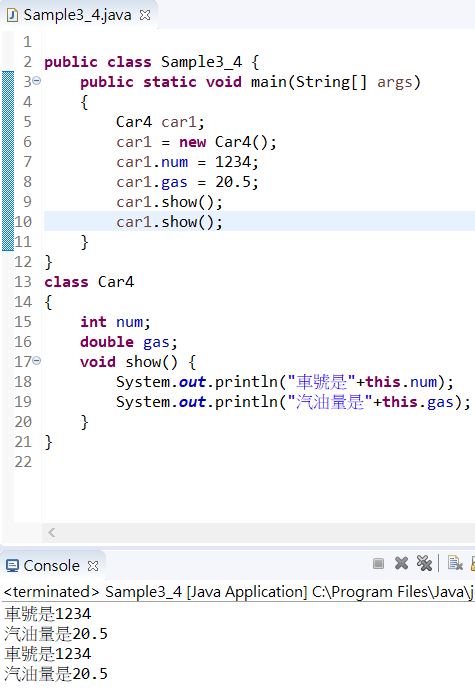 Sample3_4.java
1
2 public class Sample3_4 {
3 public static void main(String[] args)
4 {
5 Car4 car1;
6 car1 = new Car4();
7 car1.num = 1234;
8 car1.gas = 20.5;
9 car1.show();
10 car1.show();
11 }
12 }
13 class Car4
14 {
15 int num;
16 double gas;
17 void show() {
18 System.out.println("車號是"+this.num);
19 System.out.println("汽油量是"+this.gas);
20 }
21 }
22
Console
<terminated> Sample3_4 [Java Application] C:\Program Files\Java\j
車號是1234
汽油量是20.5
車號是1234
汽油量是20.5